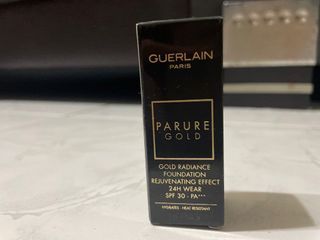 GUERLAIN
PARIS
PARURE
GOLD
GOLD RADIANCE
FOUNDATION
REJUVENATING EFFECT
24H WEAR
SPF 30 - PA+++
HYDRATES - HEAT RESISTANT